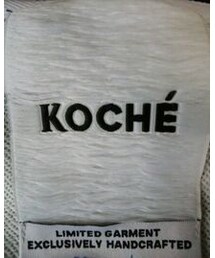 KOCHÉ
LIMITED GARMENT
EXCLUSIVELY HANDCRAFTED